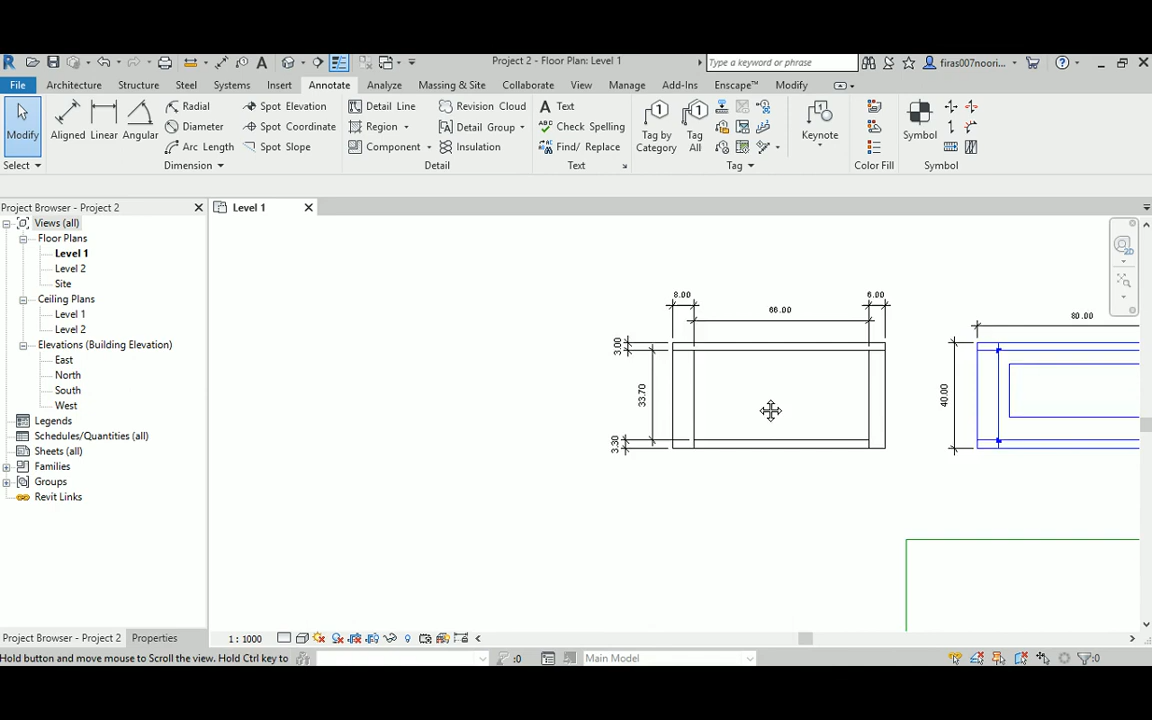 Project 2 - Floor Plan: Level 1
Type a keyword or phrase
firas007noori...
File Architecture Structure Steel Systems Insert Annotate Analyze Massing & Site Collaborate View Manage Add-Ins Enscape™ Modify
Modify
Select
Aligned Linear Angular
Radial
Diameter
Arc Length
Spot Elevation
Spot Coordinate
Spot Slope
Dimension
Detail Line
Region
Component
Revision Cloud
Detail Group
Insulation
Detail
Text
Check Spelling
Find/ Replace
Text
Tag by Category
Tag All
Tag
Keynote
Color Fill
Symbol
Symbol
Project Browser - Project 2
Level 1
Views (all)
Floor Plans
Level 1
Level 2
Site
Ceiling Plans
Level 1
Level 2
Elevations (Building Elevation)
East
North
South
West
Legends
Schedules/Quantities (all)
Sheets (all)
Families
Groups
Revit Links
8.00
66.00
6.00
3.00
33.70
3.30
80.00
40.00
Project Browser - Project 2 Properties
1 : 1000
Hold button and move mouse to Scroll the view. Hold Ctrl key to
:0
Main Model
:0